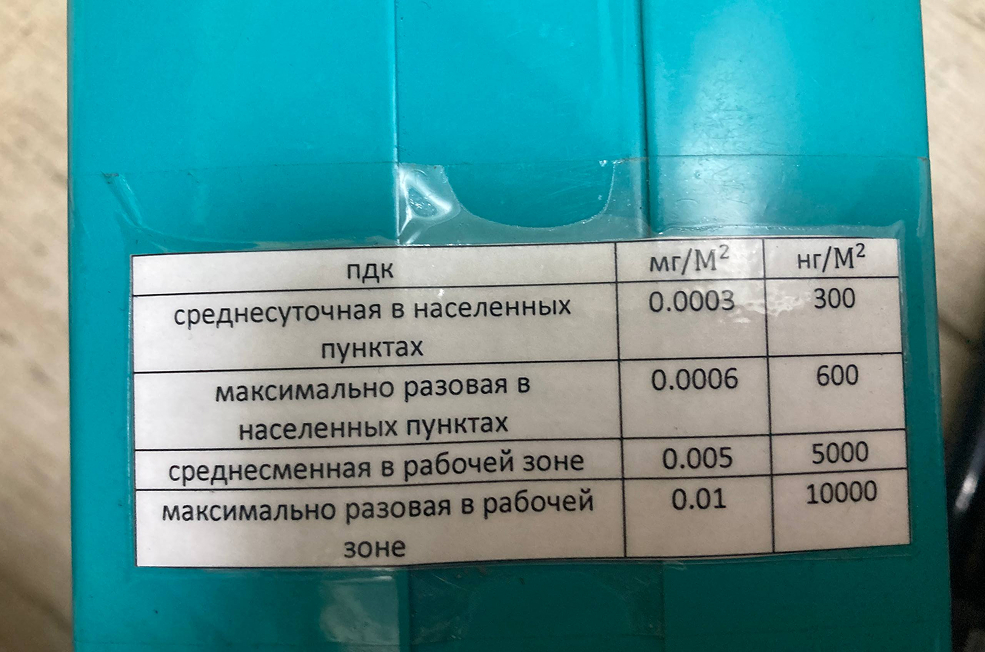 пдк мг/М² нг/М²
среднесуточная в населенных 0.0003 300
пунктах
максимально разовая в 0.0006 600
населенных пунктах
среднесменная в рабочей зоне 0.005 5000
максимально разовая в рабочей 0.01 10000
зоне